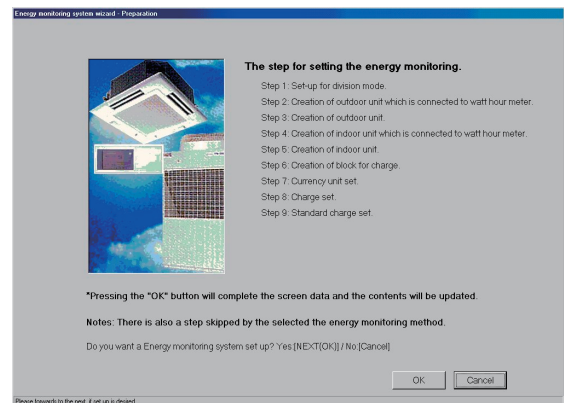 Energy monitoring system wizard - Preparation
The step for setting the energy monitoring.
Step 1: Set-up for division mode.
Step 2: Creation of outdoor unit which is connected to watt hour meter.
Step 3: Creation of outdoor unit.
Step 4: Creation of indoor unit which is connected to watt hour meter.
Step 5: Creation of indoor unit.
Step 6: Creation of block for charge.
Step 7: Currency unit set.
Step 8: Charge set.
Step 9: Standard charge set.
*Pressing the "OK" button will complete the screen data and the contents will be updated.
Notes: There is also a step skipped by the selected the energy monitoring method.
Do you want a Energy monitoring system set up? Yes:[NEXT(OK)] / No:[Cancel]
OK Cancel
Please forwards to the next, if set up is desired.